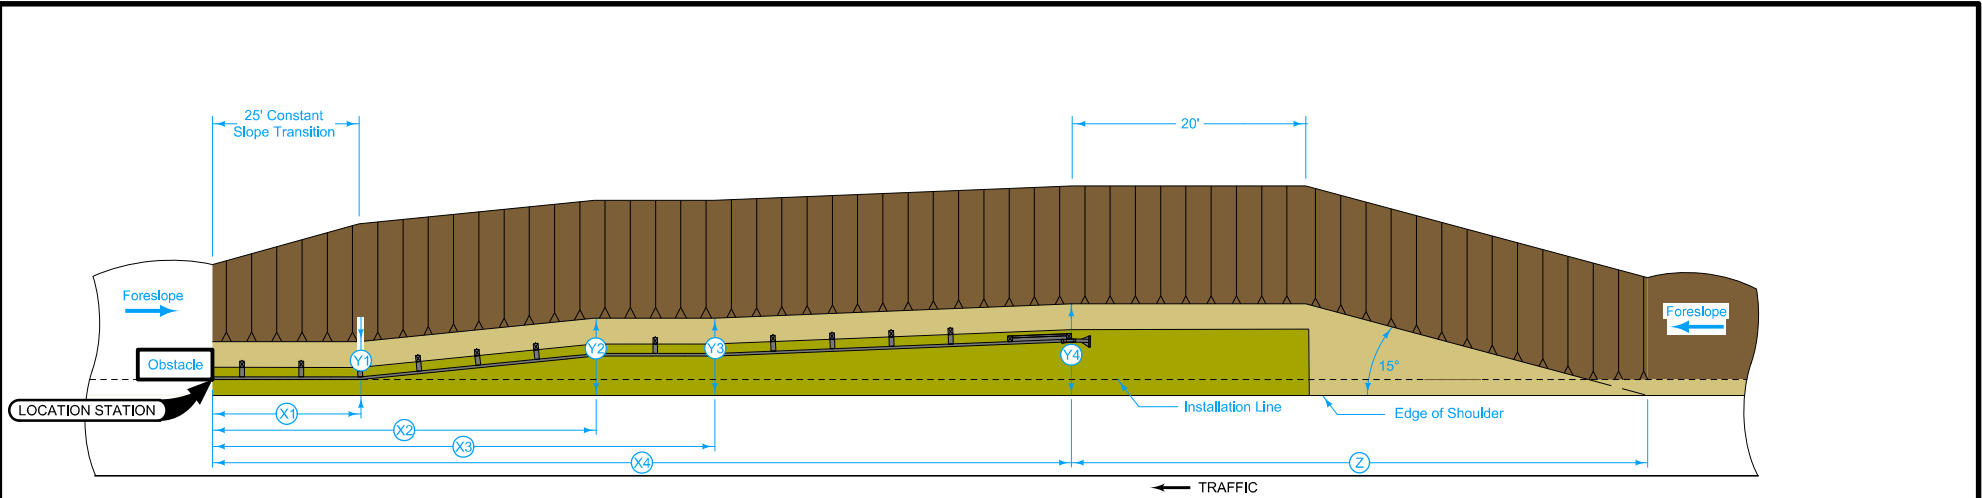 25' Constant
Slope Transition
20'
Foreslope
Foreslope
Obstacle
Y1
Y2
Y3
Y4
15°
LOCATION STATION
X1
Installation Line
Edge of Shoulder
X2
X3
X4
Z
TRAFFIC